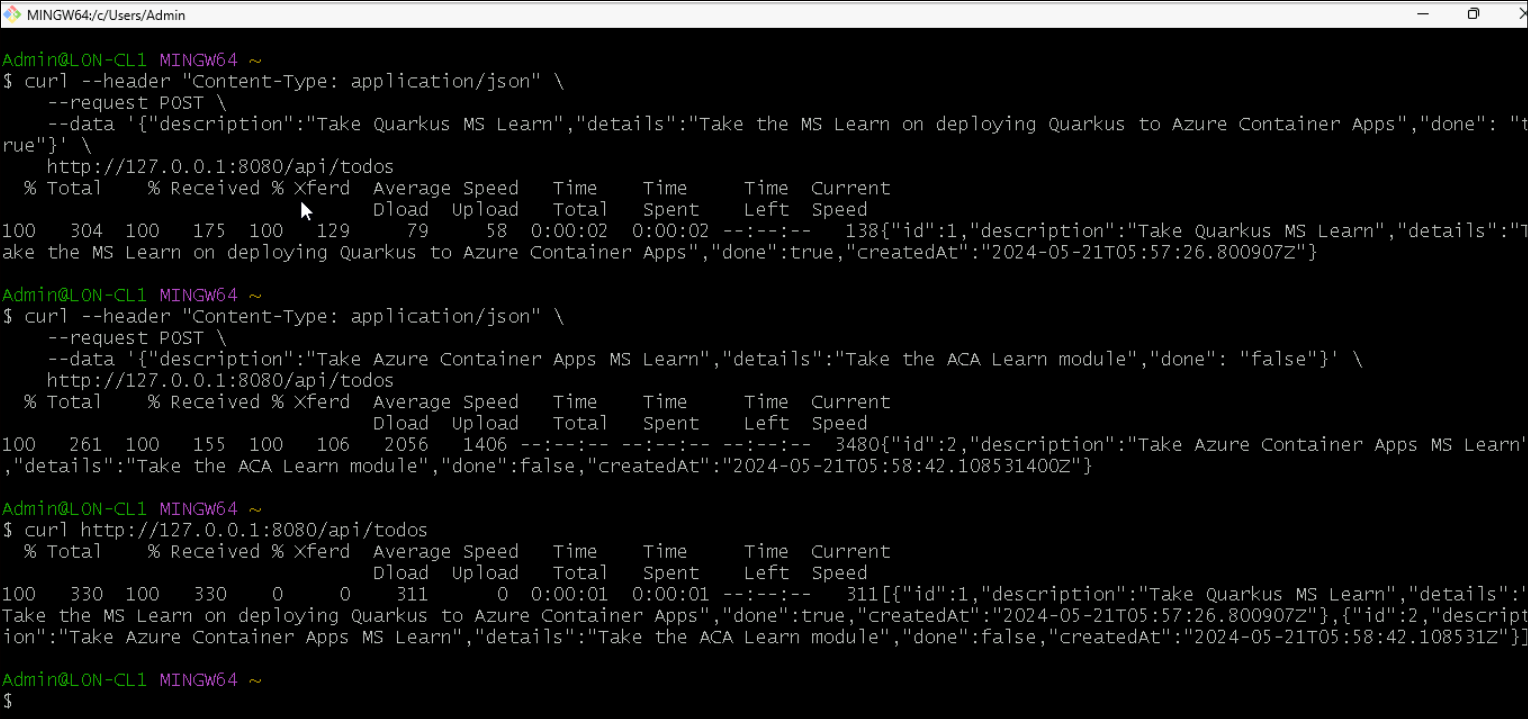 MINGW64:/c/Users/Admin
Admin@LON-CL1 MINGW64 ~
$ curl --header "Content-Type: application/json" \
    --request POST \
    --data '{"description":"Take Quarkus MS Learn","details":"Take the MS Learn on deploying Quarkus to Azure Container Apps","done": "t
rue"}' \
    http://127.0.0.1:8080/api/todos
  % Total    % Received % Xferd  Average Speed   Time    Time     Time  Current
                                 Dload  Upload   Total   Spent    Left  Speed
100   304  100   175  100   129     79     58  0:00:02  0:00:02 --:--:--   138{"id":1,"description":"Take Quarkus MS Learn","details":"T
ake the MS Learn on deploying Quarkus to Azure Container Apps","done":true,"createdAt":"2024-05-21T05:57:26.800907Z"}
Admin@LON-CL1 MINGW64 ~
$ curl --header "Content-Type: application/json" \
    --request POST \
    --data '{"description":"Take Azure Container Apps MS Learn","details":"Take the ACA Learn module","done": "false"}' \
    http://127.0.0.1:8080/api/todos
  % Total    % Received % Xferd  Average Speed   Time    Time     Time  Current
                                 Dload  Upload   Total   Spent    Left  Speed
100   261  100   155  100   106   2056   1406 --:--:-- --:--:-- --:--:--  3480{"id":2,"description":"Take Azure Container Apps MS Learn"
,"details":"Take the ACA Learn module","done":false,"createdAt":"2024-05-21T05:58:42.108531400Z"}
Admin@LON-CL1 MINGW64 ~
$ curl http://127.0.0.1:8080/api/todos
  % Total    % Received % Xferd  Average Speed   Time    Time     Time  Current
                                 Dload  Upload   Total   Spent    Left  Speed
100   330  100   330    0     0    311      0  0:00:01  0:00:01 --:--:--   311[{"id":1,"description":"Take Quarkus MS Learn","details":"
Take the MS Learn on deploying Quarkus to Azure Container Apps","done":true,"createdAt":"2024-05-21T05:57:26.800907Z"},{"id":2,"descript
ion":"Take Azure Container Apps MS Learn","details":"Take the ACA Learn module","done":false,"createdAt":"2024-05-21T05:58:42.108531Z"}]
Admin@LON-CL1 MINGW64 ~
$